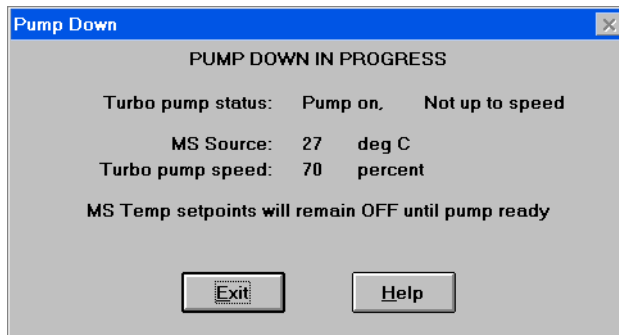 Pump Down
PUMP DOWN IN PROGRESS
Turbo pump status: Pump on, Not up to speed
MS Source: 27 deg C
Turbo pump speed: 70 percent
MS Temp setpoints will remain OFF until pump ready
Exit Help